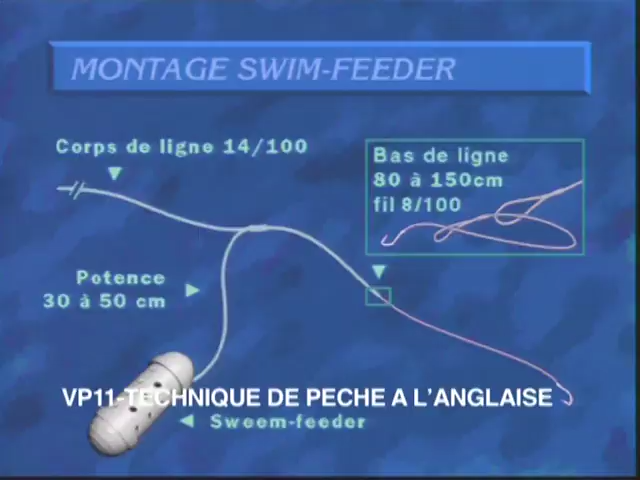 MONTAGE SWIM-FEEDER
Corps de ligne 14/100
Bas de ligne
80 à 150cm
fil 8/100
Potence
30 à 50 cm
VP11-TECHNIQUE DE PECHE A L'ANGLAISE
Sweem-feeder